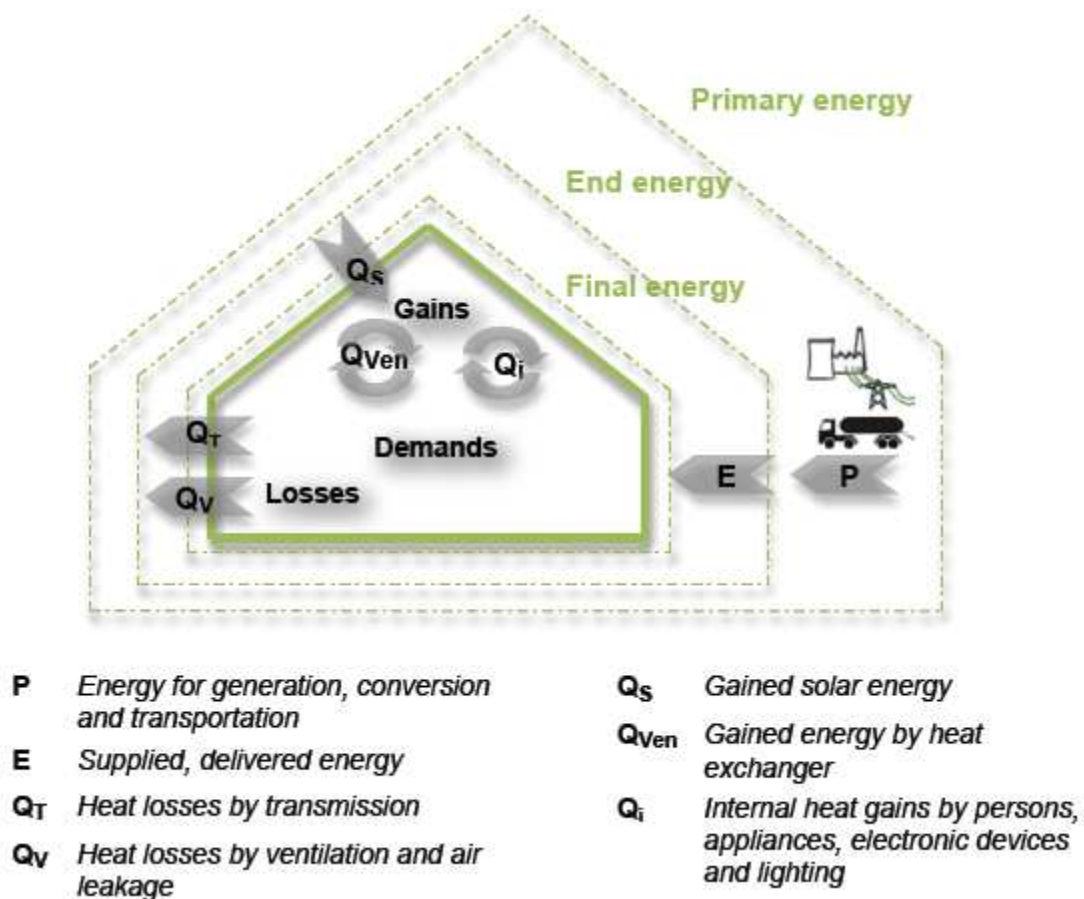 Primary energy
End energy
Final energy
Qs
Gains
QVen
Qi
QT
Demands
E
P
QV
Losses
P Energy for generation, conversion
and transportation
E Supplied, delivered energy
QT Heat losses by transmission
QV Heat losses by ventilation and air
leakage
QS Gained solar energy
QVen Gained energy by heat
exchanger
Qi Internal heat gains by persons,
appliances, electronic devices
and lighting